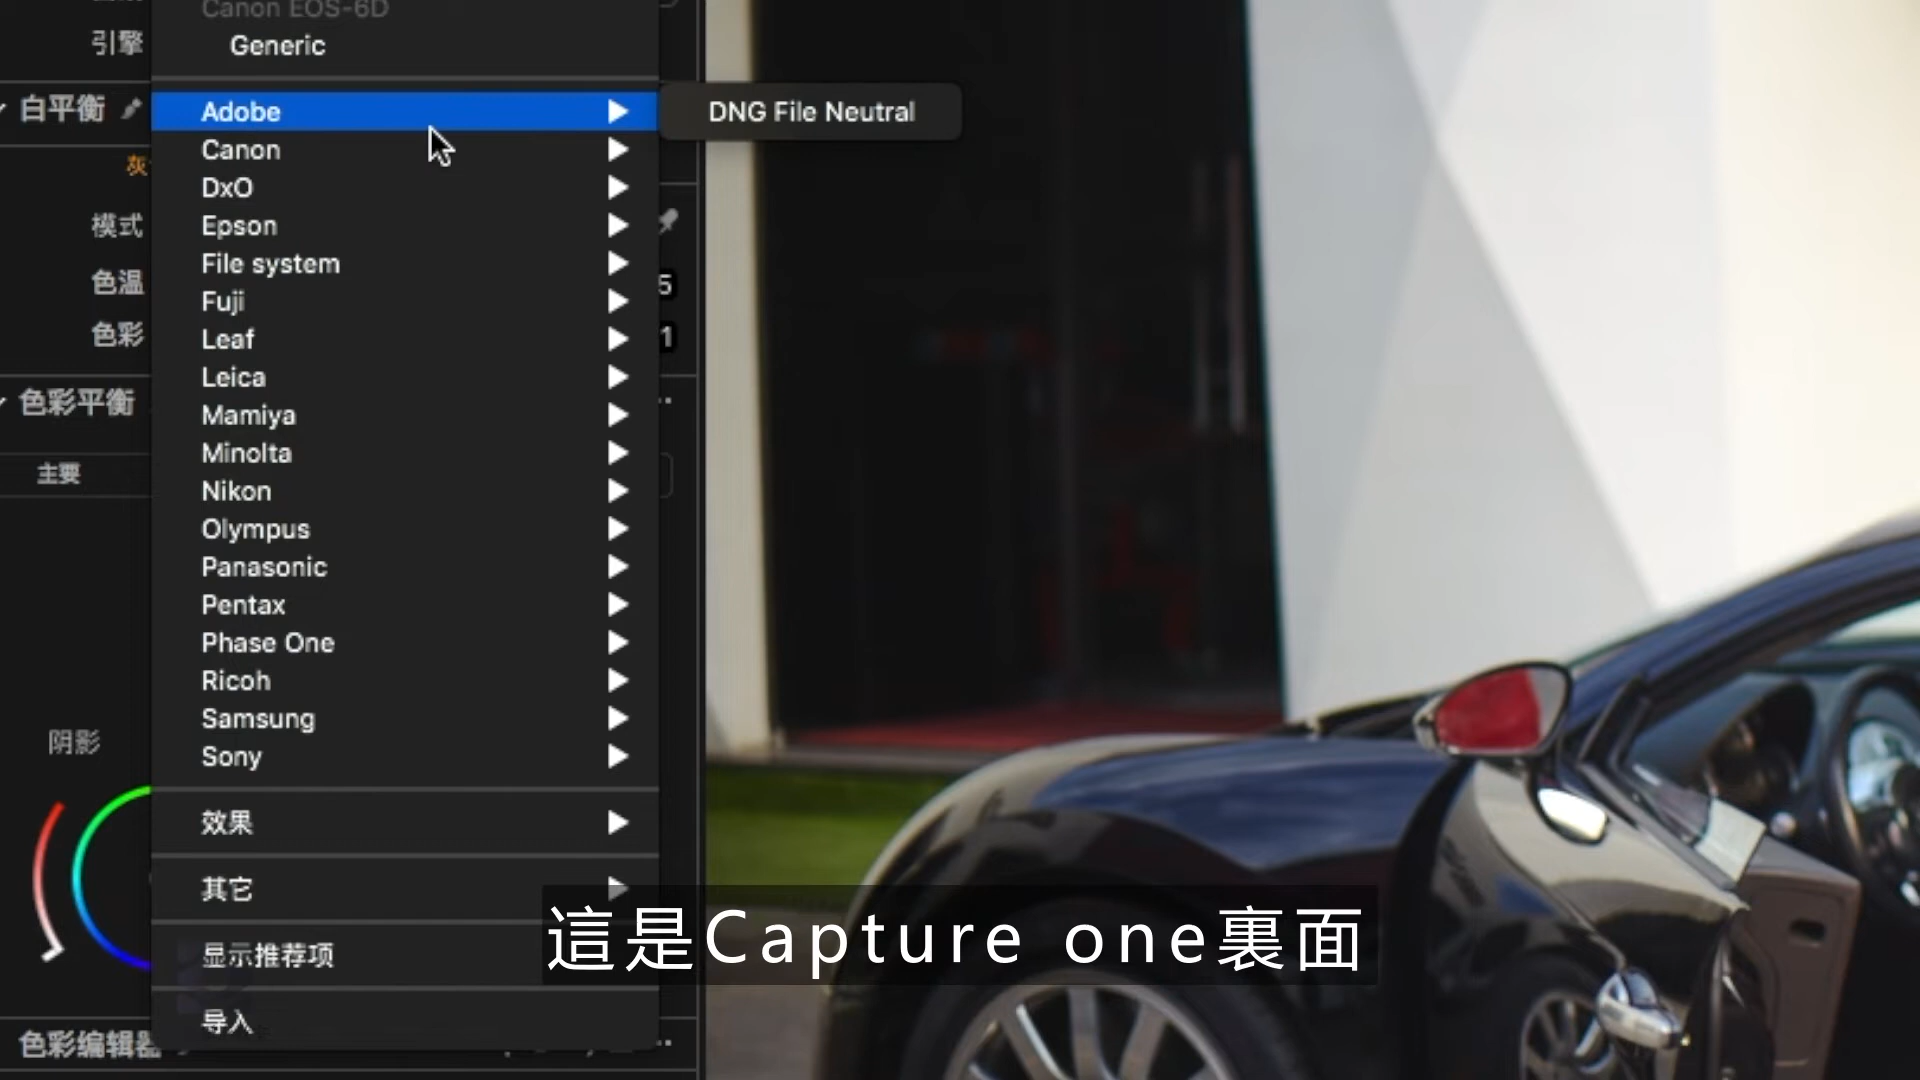 Canon EOS-6D
引擎
Generic
白平衡
Adobe
DNG File Neutral
灰
Canon
DxO
模式
Epson
File system
色温
5
Fuji
色彩
1
Leaf
Leica
色彩平衡
Mamiya
Minolta
主要
Nikon
Olympus
Panasonic
Pentax
Phase One
Ricoh
Samsung
阴影
Sony
效果
其它
這是Capture one裏面
显示推荐项
导入
色彩编辑器